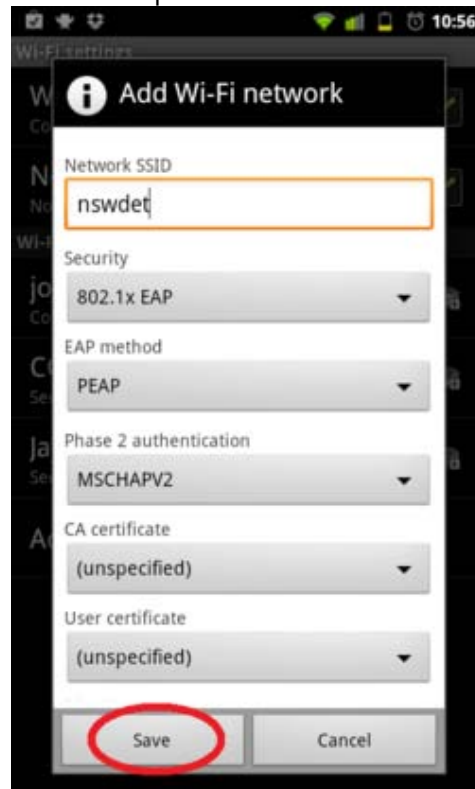 10:56
Wi-Fi settings
Add Wi-Fi network
Network SSID
nswdet
Security
802.1x EAP
EAP method
PEAP
Phase 2 authentication
MSCHAPV2
CA certificate
(unspecified)
User certificate
(unspecified)
Save
Cancel